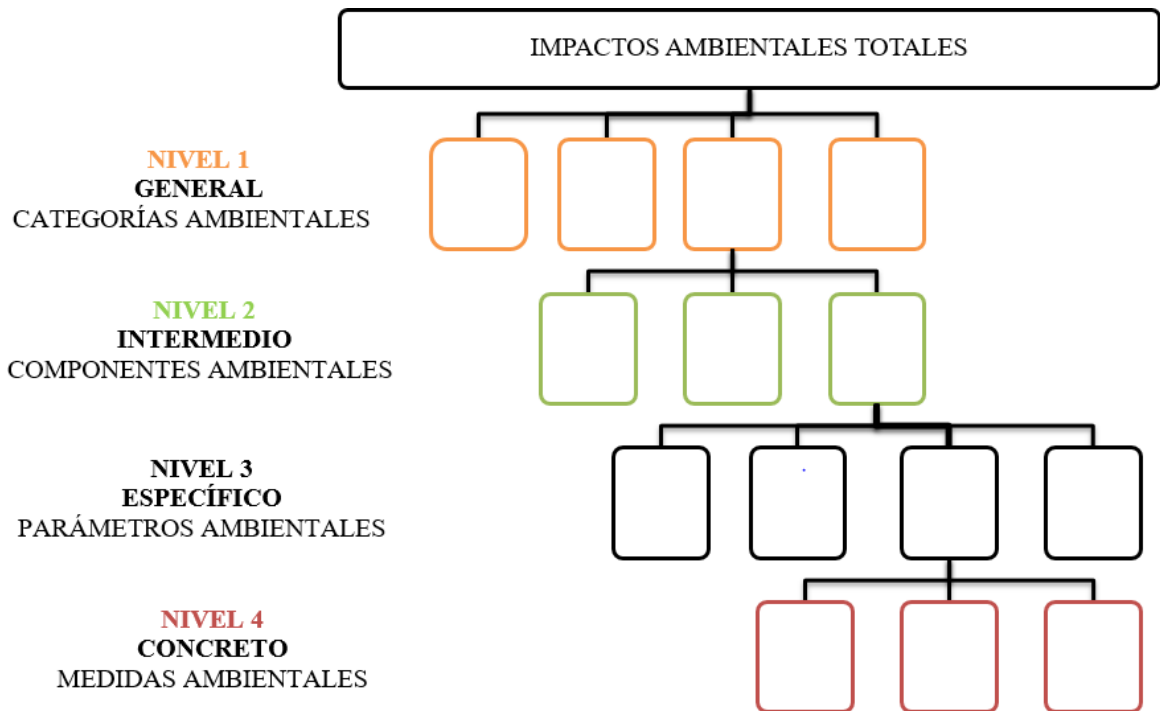 IMPACTOS AMBIENTALES TOTALES
NIVEL 1
GENERAL
CATEGORÍAS AMBIENTALES
NIVEL 2
INTERMEDIO
COMPONENTES AMBIENTALES
NIVEL 3
ESPECÍFICO
PARÁMETROS AMBIENTALES
NIVEL 4
CONCRETO
MEDIDAS AMBIENTALES